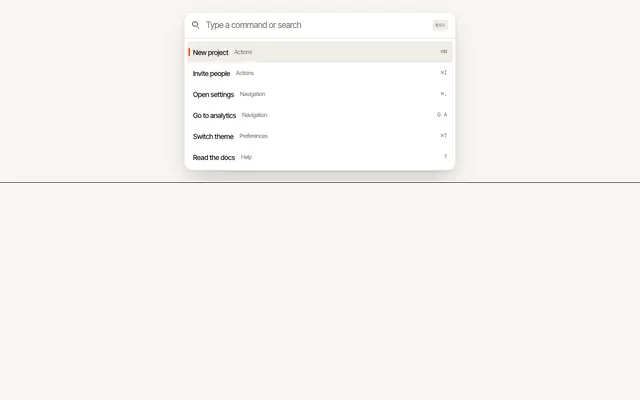 Type a command or search esc
New project Actions ⌘N
Invite people Actions ⌘I
Open settings Navigation ⌘,
Go to analytics Navigation G A
Switch theme Preferences ⌘T
Read the docs Help ?